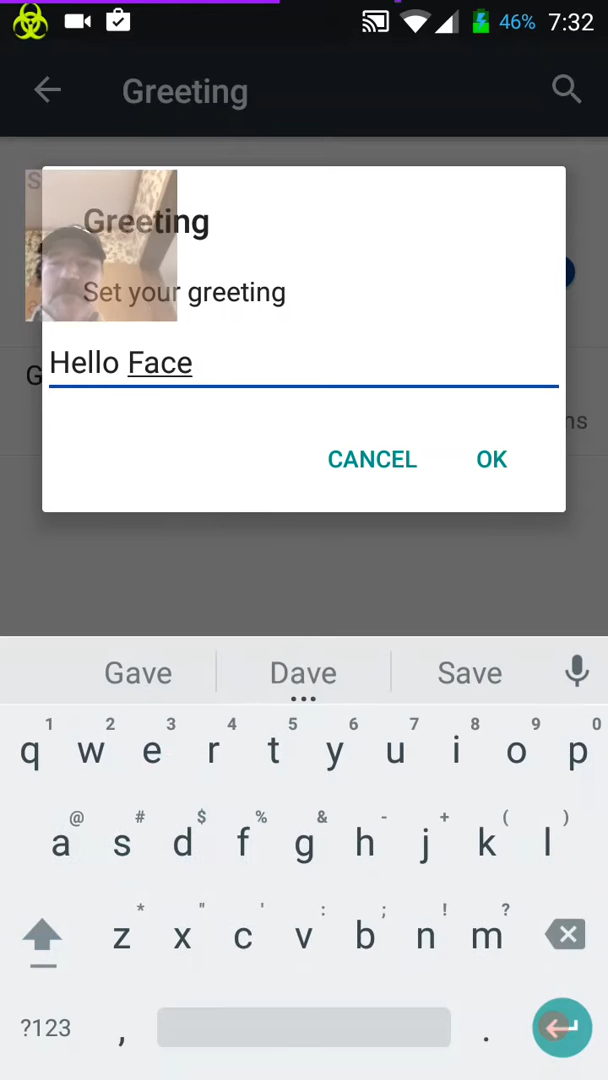 46% 7:32
Greeting
S
Greeting
Set your greeting
Hello Face
G
ns
CANCEL OK
Gave Dave Save
1 2 3 4 5 6 7 8 9 0
q w e r t y u i o p
@ # $ % & - + ( )
a s d f g h j k l
* " ' : ; ! ?
z x c v b n m
?123 , .